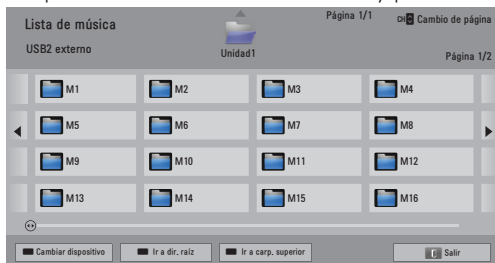 Lista de música
Página 1/1
CH Cambio de página
USB2 externo
Unidad1
Página 1/2
M1
M2
M3
M4
M5
M6
M7
M8
M9
M10
M11
M12
M13
M14
M15
M16
Cambiar dispositivo
Ir a dir. raíz
Ir a carp. superior
Salir